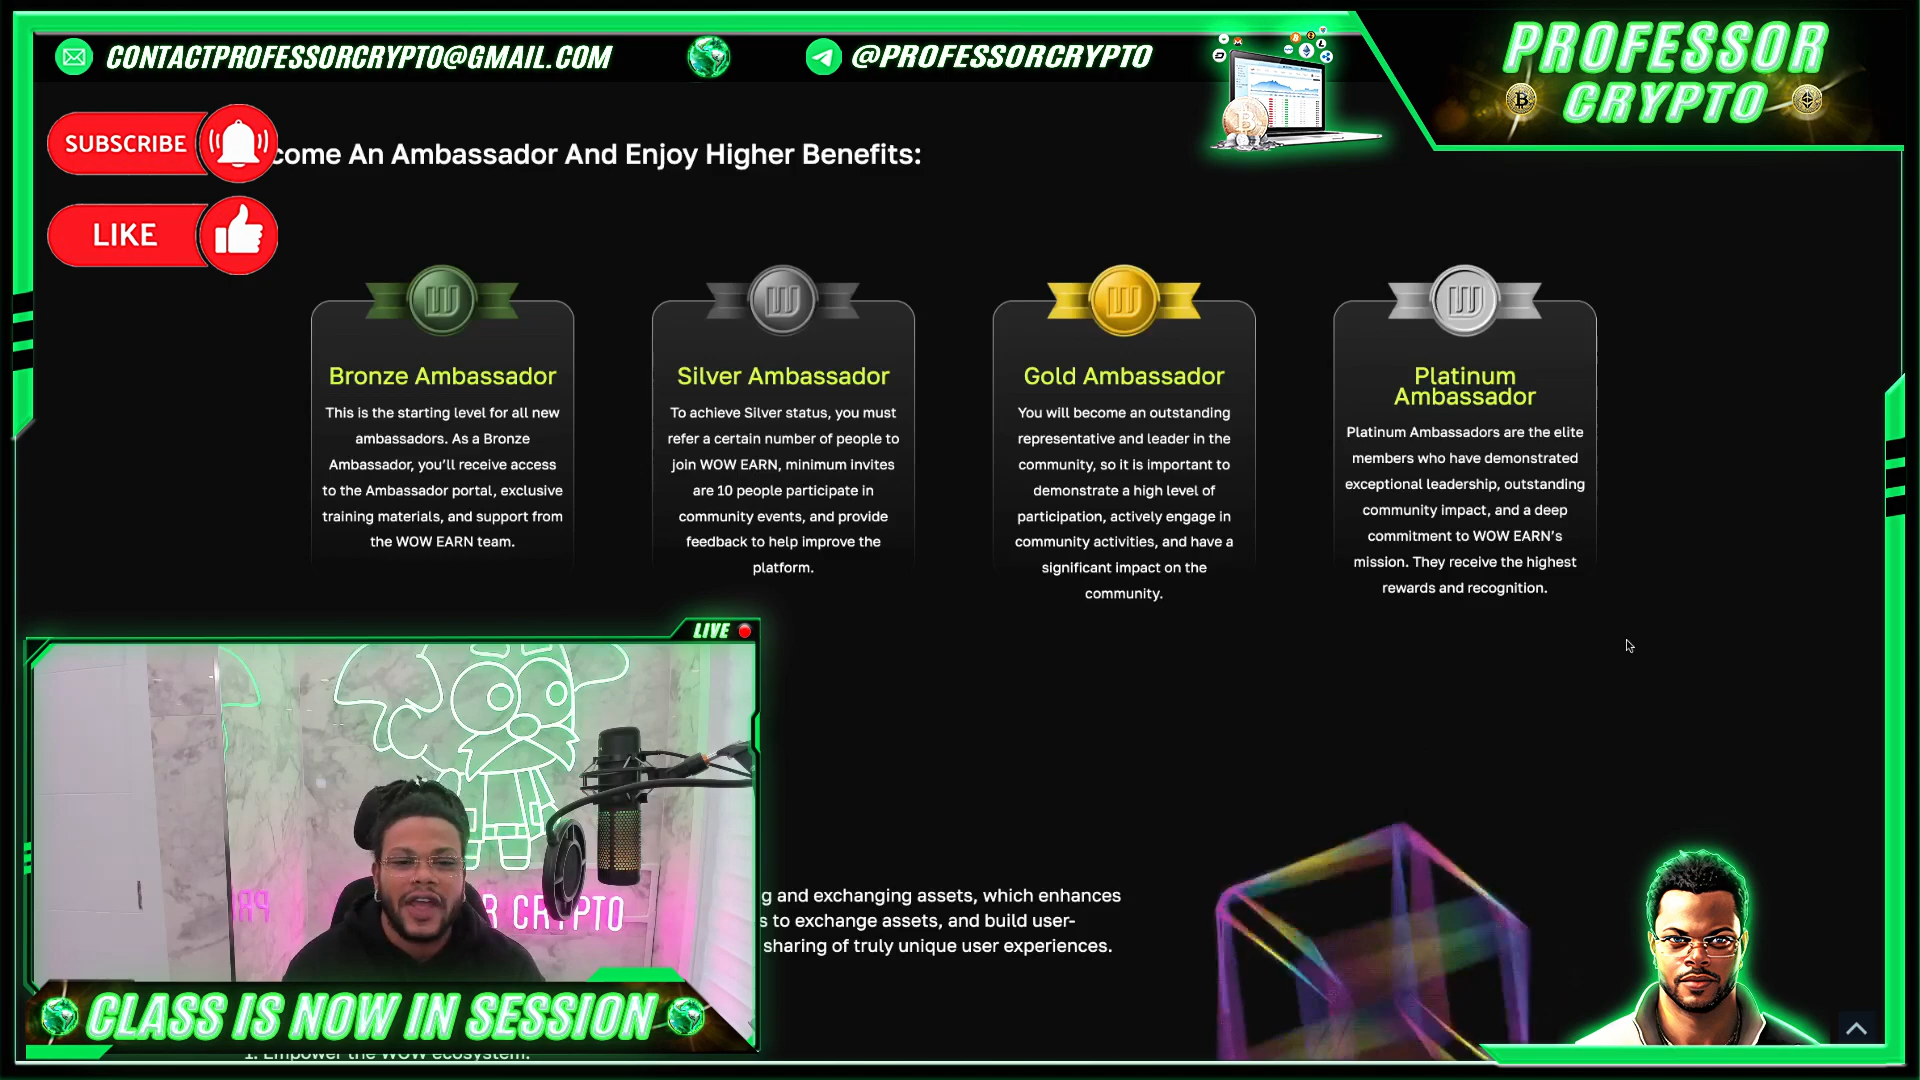 CONTACTPROFESSORCRYPTO@GMAIL.COM
@PROFESSORCRYPTO
PROFESSOR
CRYPTO
SUBSCRIBE
come An Ambassador And Enjoy Higher Benefits:
LIKE
Bronze Ambassador
This is the starting level for all new
ambassadors. As a Bronze
Ambassador, you'll receive access
to the Ambassador portal, exclusive
training materials, and support from
the WOW EARN team.
Silver Ambassador
To achieve Silver status, you must
refer a certain number of people to
join WOW EARN, minimum invites
are 10 people participate in
community events, and provide
feedback to help improve the
platform.
Gold Ambassador
You will become an outstanding
representative and leader in the
community, so it is important to
demonstrate a high level of
participation, actively engage in
community activities, and have a
significant impact on the
community.
Platinum
Ambassador
Platinum Ambassadors are the elite
members who have demonstrated
exceptional leadership, outstanding
community impact, and a deep
commitment to WOW EARN's
mission. They receive the highest
rewards and recognition.
LIVE
g and exchanging assets, which enhances
s to exchange assets, and build user-
sharing of truly unique user experiences.
R CRYPTO
CLASS IS NOW IN SESSION
1. Empower the WOW ecosystem.